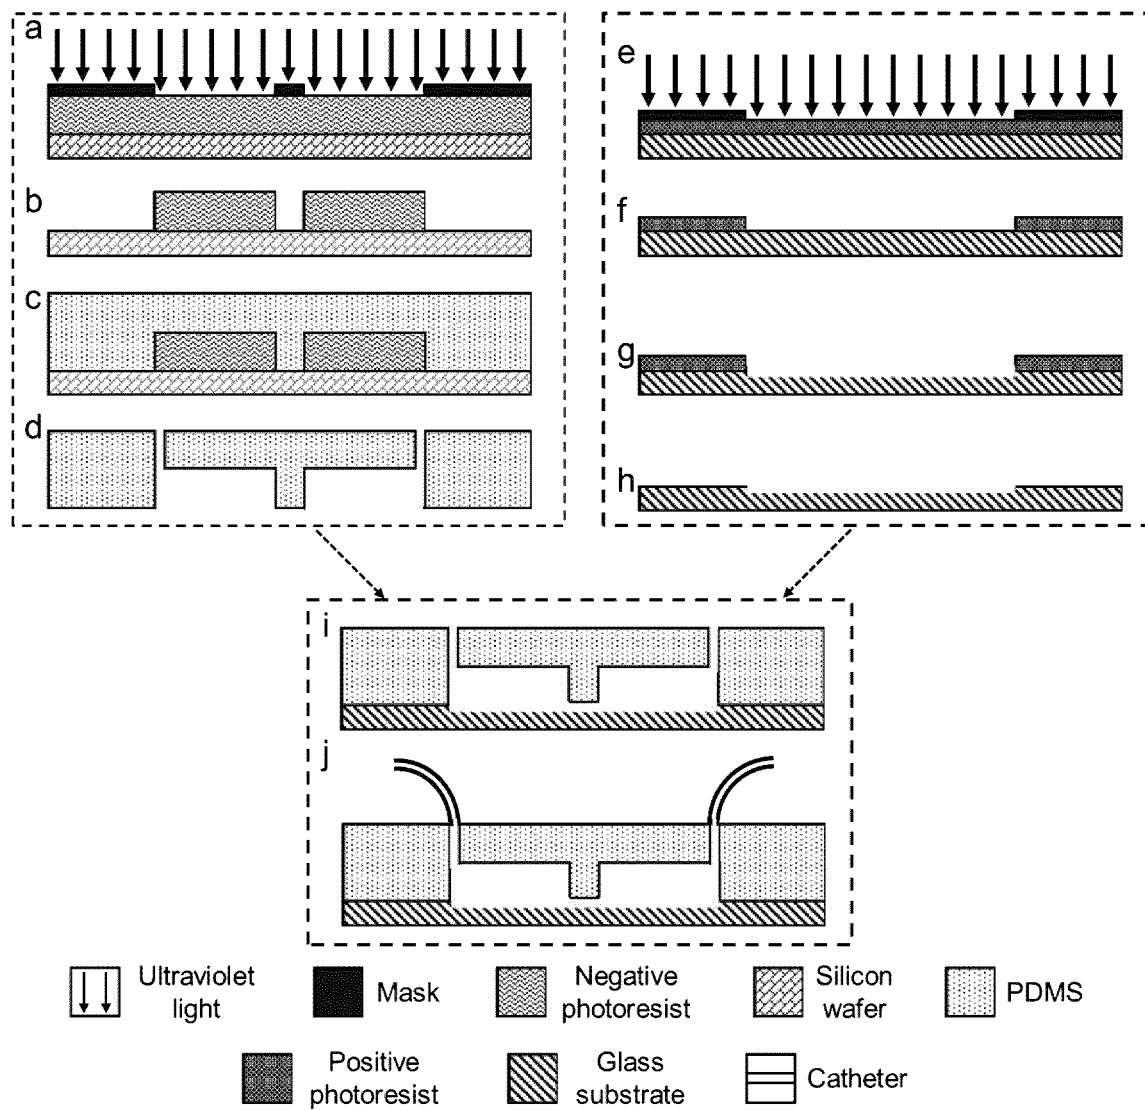 a
b
c
d
e
f
g
h
i
j
Ultraviolet
light
Mask
Negative
photoresist
Silicon
wafer
PDMS
Positive
photoresist
Glass
substrate
Catheter